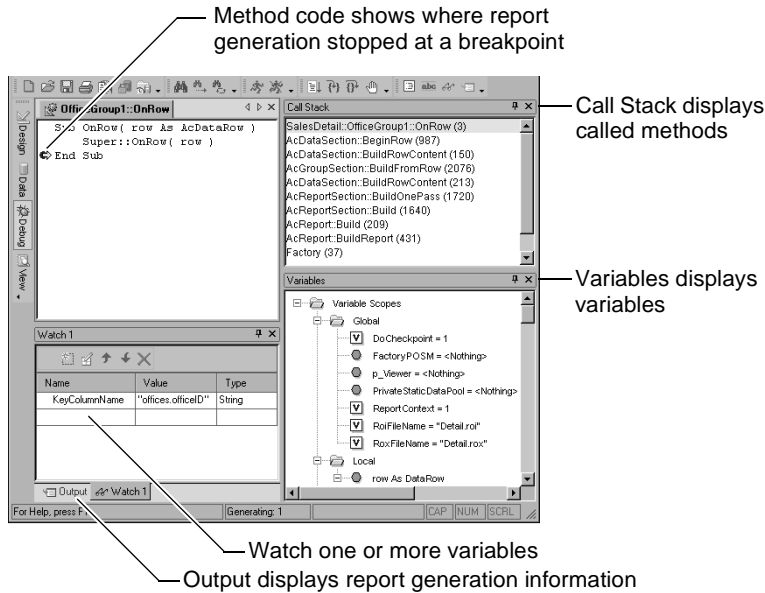 Method code shows where report
generation stopped at a breakpoint
OfficeGroup1::OnRow
Sub OnRow( row As AcDataRow )
Super::OnRow( row )
End Sub
Design
Data
Debug
View
Call Stack
SalesDetail::OfficeGroup1::OnRow (3)
AcDataSection::BeginRow (987)
AcDataSection::BuildRowContent (150)
AcGroupSection::BuildFromRow (2076)
AcDataSection::BuildRowContent (213)
AcReportSection::BuildOnePass (1720)
AcReportSection::Build (1640)
AcReport::Build (209)
AcReport::BuildReport (431)
Factory (37)
Call Stack displays
called methods
Variables
Variable Scopes
Global
DoCheckpoint = 1
FactoryPOSM = <Nothing>
p_Viewer = <Nothing>
PrivateStaticDataPool = <Nothing>
ReportContext = 1
RoiFileName = "Detail.roi"
RoxFileName = "Detail.rox"
Local
row As DataRow
Variables displays
variables
Watch 1
Name Value Type
KeyColumnName "offices.officeID" String
Output Watch 1
For Help, press F Generating: 1 CAP NUM SCRL
Watch one or more variables
Output displays report generation information